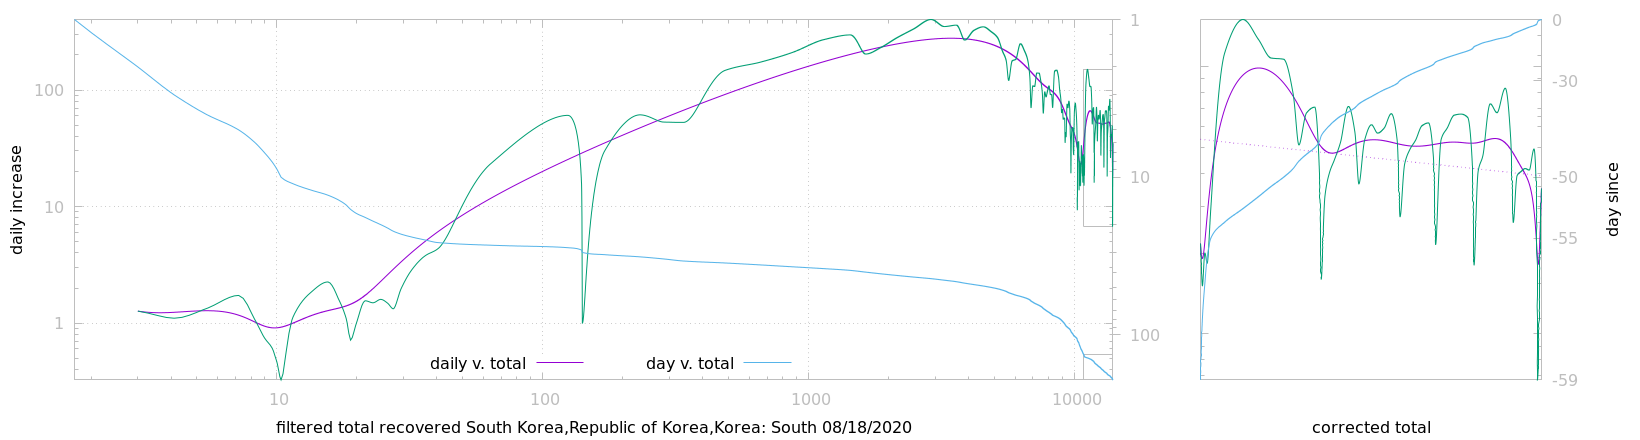 daily increase
100
10
1
10
100
1000
10000
1
10
100
daily v. total
day v. total
filtered total recovered South Korea,Republic of Korea,Korea: South 08/18/2020
0
-30
-50
-55
-59
day since
corrected total